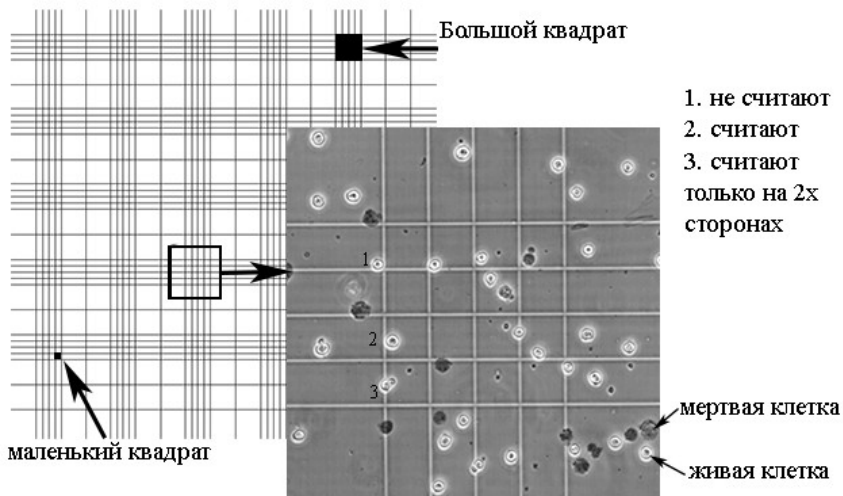 Большой квадрат
1. не считают
2. считают
3. считают
только на 2х
сторонах
1
2
3
мертвая клетка
маленький квадрат
живая клетка